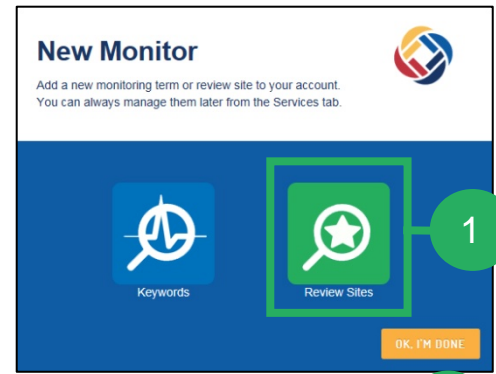 New Monitor
Add a new monitoring term or review site to your account.
You can always manage them later from the Services tab.
1
Keywords
Review Sites
OK, I'M DONE